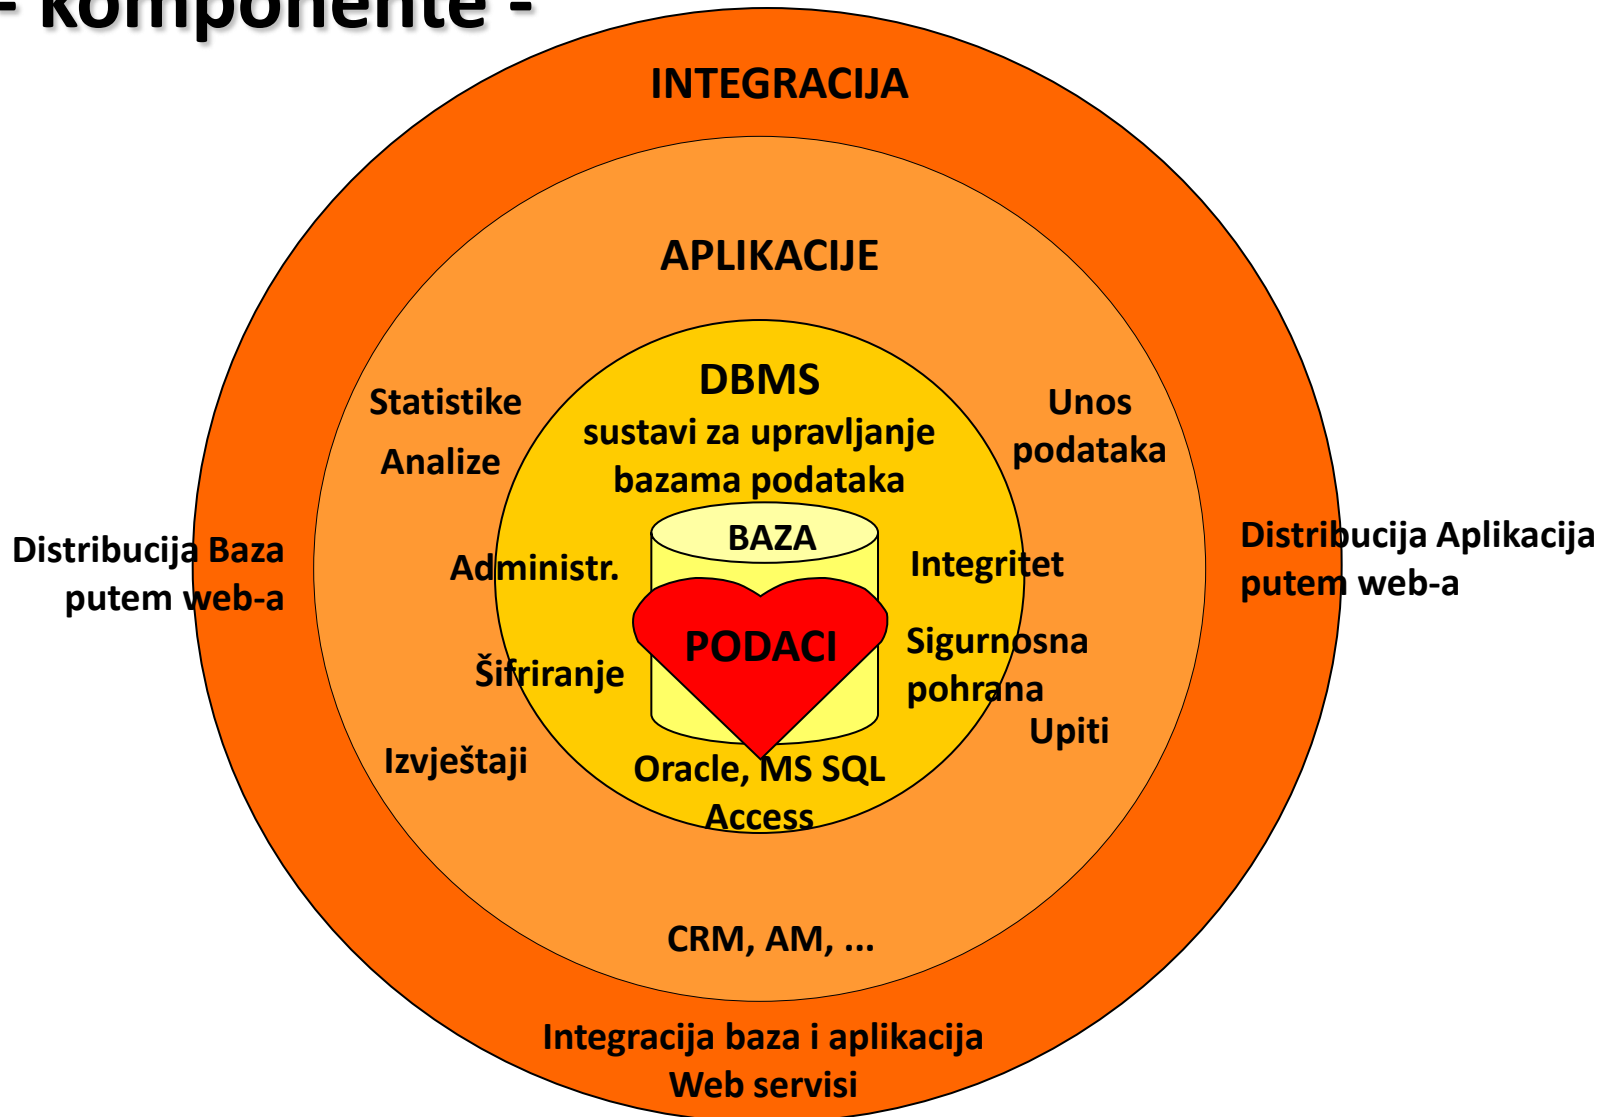 - komponente -
INTEGRACIJA
APLIKACIJE
DBMS
sustavi za upravljanje
bazama podataka
Statistike
Analize
Unos
podataka
BAZA
Distribucija Baza
putem web-a
Administr.
Integritet
Distribucija Aplikacija
putem web-a
PODACI
Šifriranje
Sigurnosna
pohrana
Upiti
Izvještaji
Oracle, MS SQL
Access
CRM, AM, ...
Integracija baza i aplikacija
Web servisi